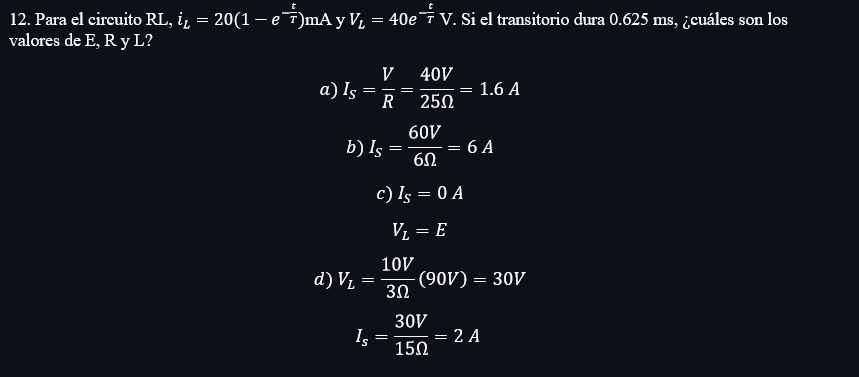 12. Para el circuito RL, i_L = 20(1 − e^{−t/T})mA y V_L = 40e^{−t/T} V. Si el transitorio dura 0.625 ms, ¿cuáles son los
valores de E, R y L?
a) I_S = V/R = 40V/25Ω = 1.6 A
b) I_S = 60V/6Ω = 6 A
c) I_S = 0 A
V_L = E
d) V_L = 10V/3Ω (90V) = 30V
I_s = 30V/15Ω = 2 A